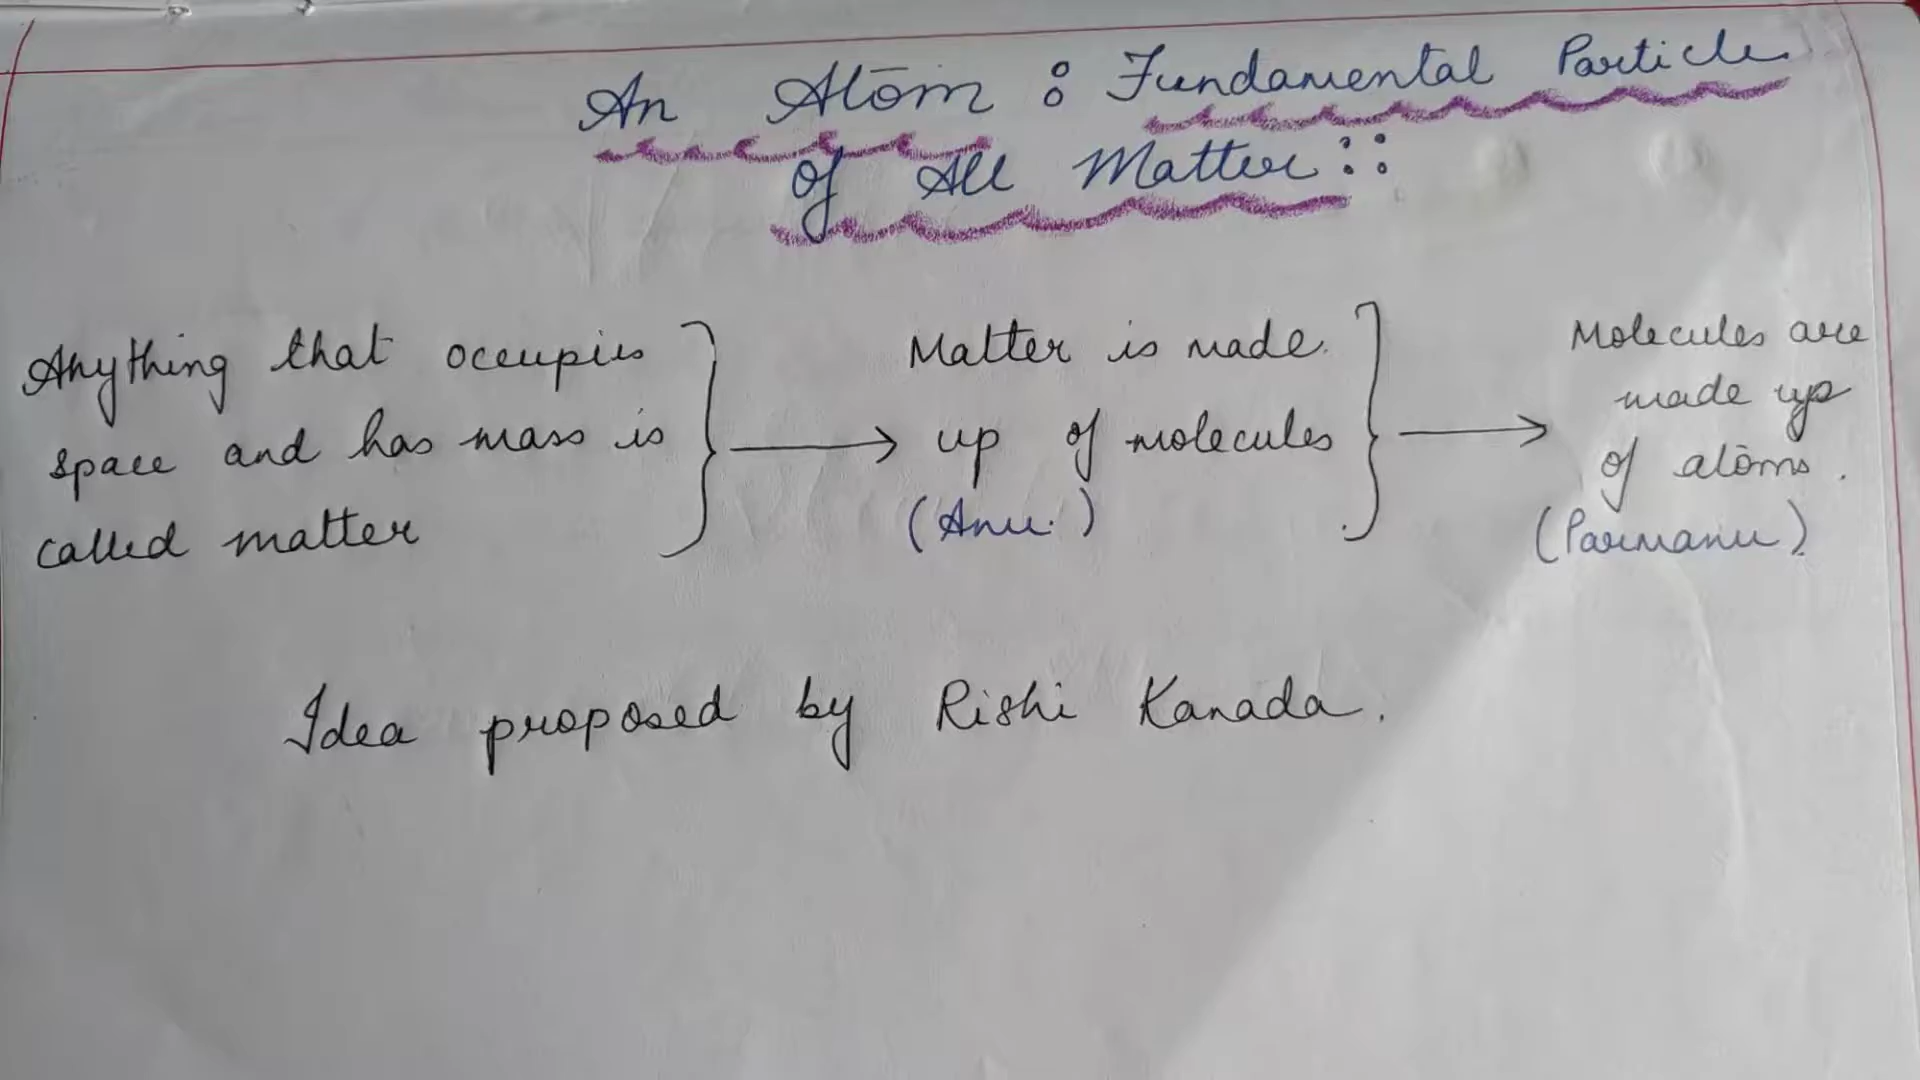 An Atom : Fundamental Particle
of All Matter ::
Anything that occupies
space and has mass is
called matter
Matter is made
up of molecules
(Anu.)
Molecules are
made up
of atoms.
(Parmanu)
Idea proposed by Rishi Kanada.